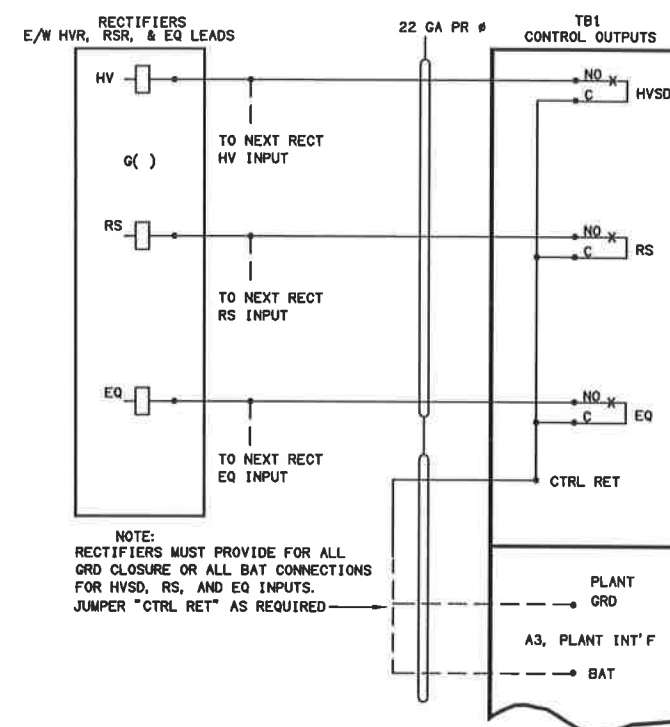 RECTIFIERS
E/W HVR, RSR, & EQ LEADS
22 GA PR ø
TB1
CONTROL OUTPUTS
HV
NO
C
HVSD
TO NEXT RECT
HV INPUT
G( )
RS
NO
C
RS
TO NEXT RECT
RS INPUT
EQ
NO
C
EQ
TO NEXT RECT
EQ INPUT
CTRL RET
NOTE:
RECTIFIERS MUST PROVIDE FOR ALL
GRD CLOSURE OR ALL BAT CONNECTIONS
FOR HVSD, RS, AND EQ INPUTS.
JUMPER "CTRL RET" AS REQUIRED
PLANT
GRD
A3, PLANT INT'F
BAT